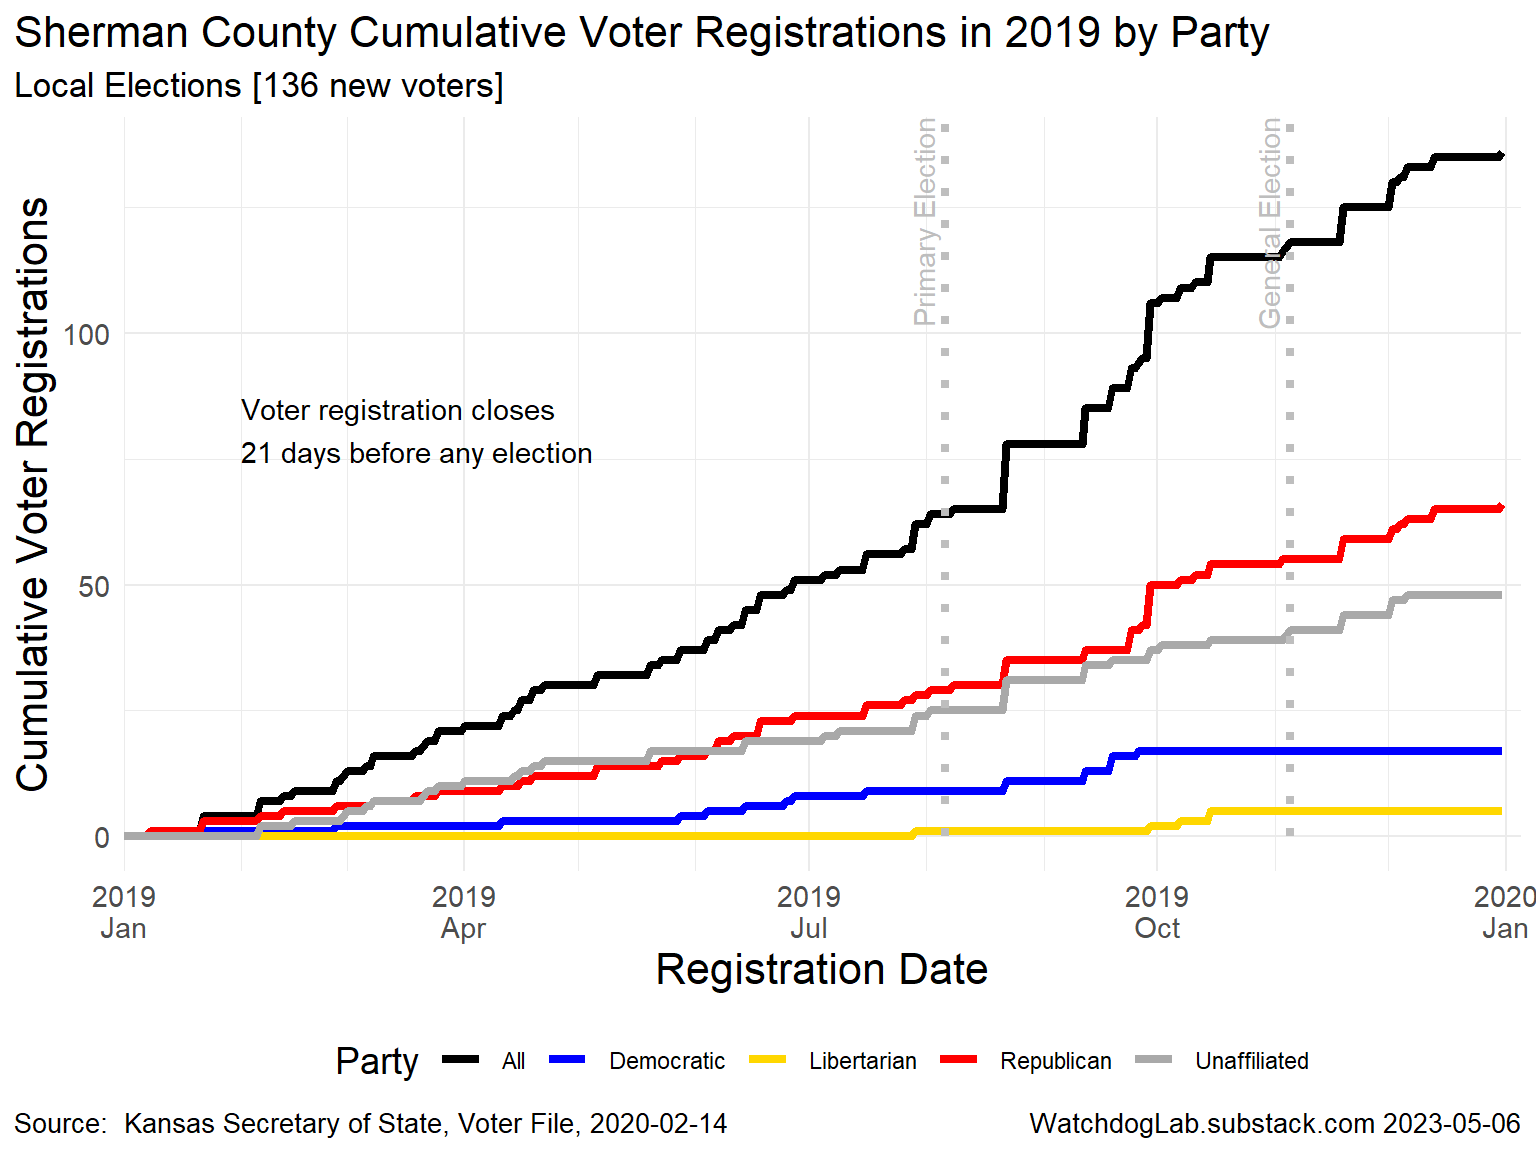 Sherman County Cumulative Voter Registrations in 2019 by Party
Local Elections [136 new voters]
Cumulative Voter Registrations
100
50
0
Primary Election
General Election
Voter registration closes
21 days before any election
2019
Jan
2019
Apr
2019
Jul
2019
Oct
2020
Jan
Registration Date
Party All Democratic Libertarian Republican Unaffiliated
Source:  Kansas Secretary of State, Voter File, 2020-02-14
WatchdogLab.substack.com 2023-05-06